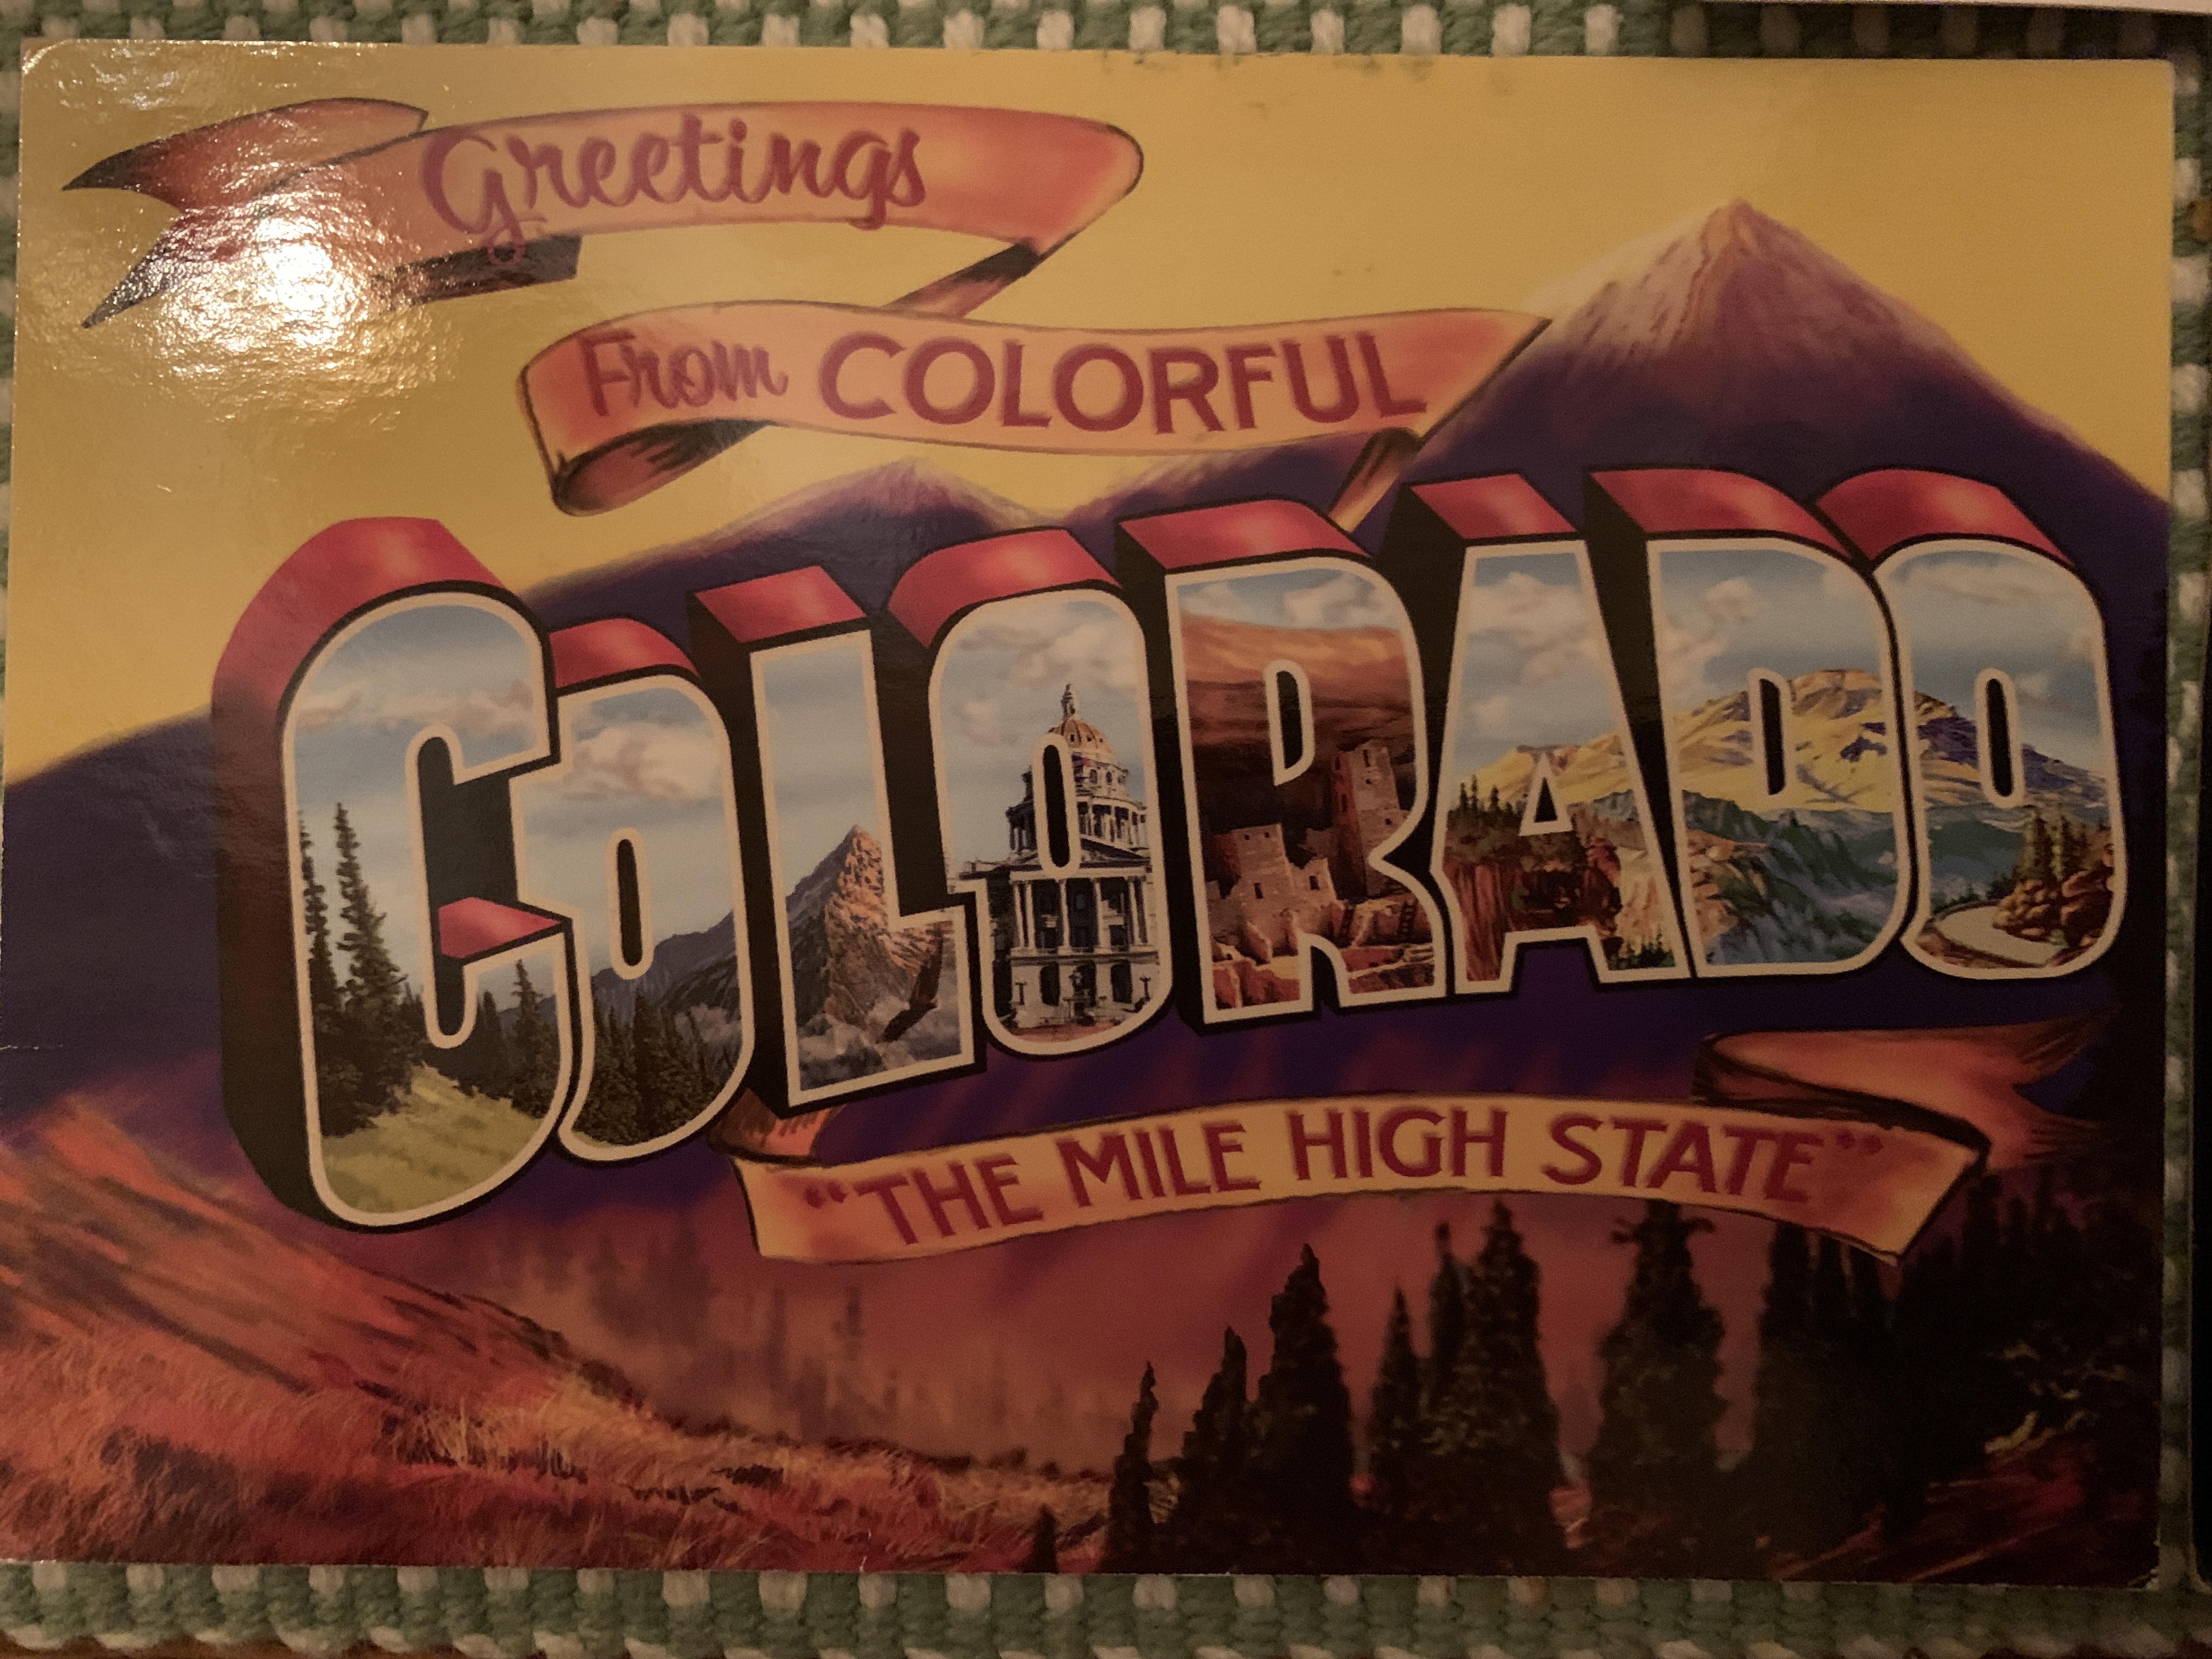 Greetings
From COLORFUL
COLORADO
"THE MILE HIGH STATE"